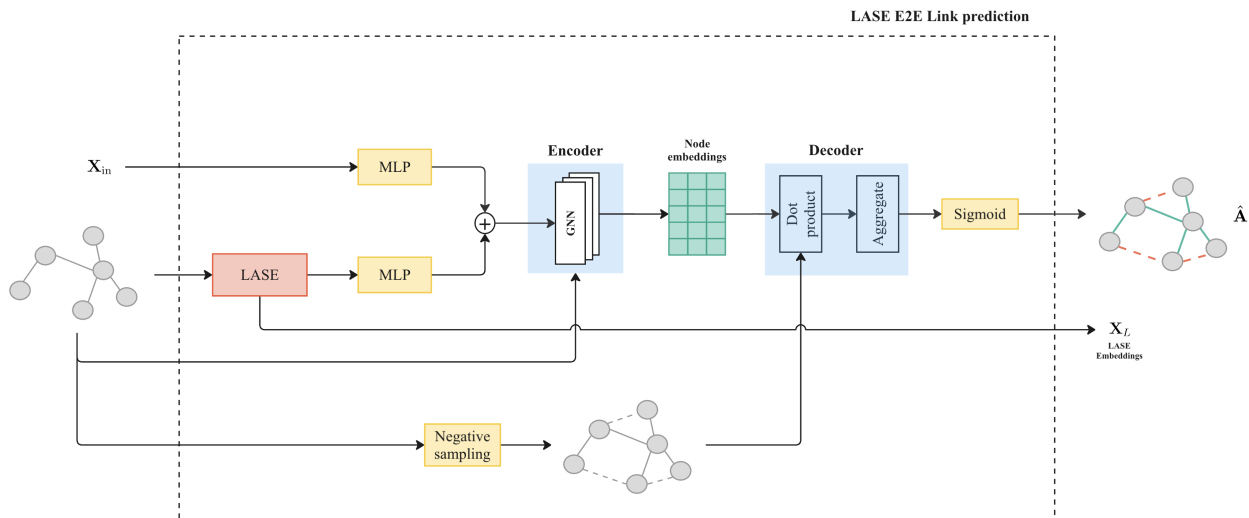 LASE E2E Link prediction
X_in
MLP
Encoder
GNN
Node
embeddings
Decoder
Dot
product
Aggregate
Sigmoid
Â
LASE
MLP
X_L
LASE
Embeddings
Negative
sampling